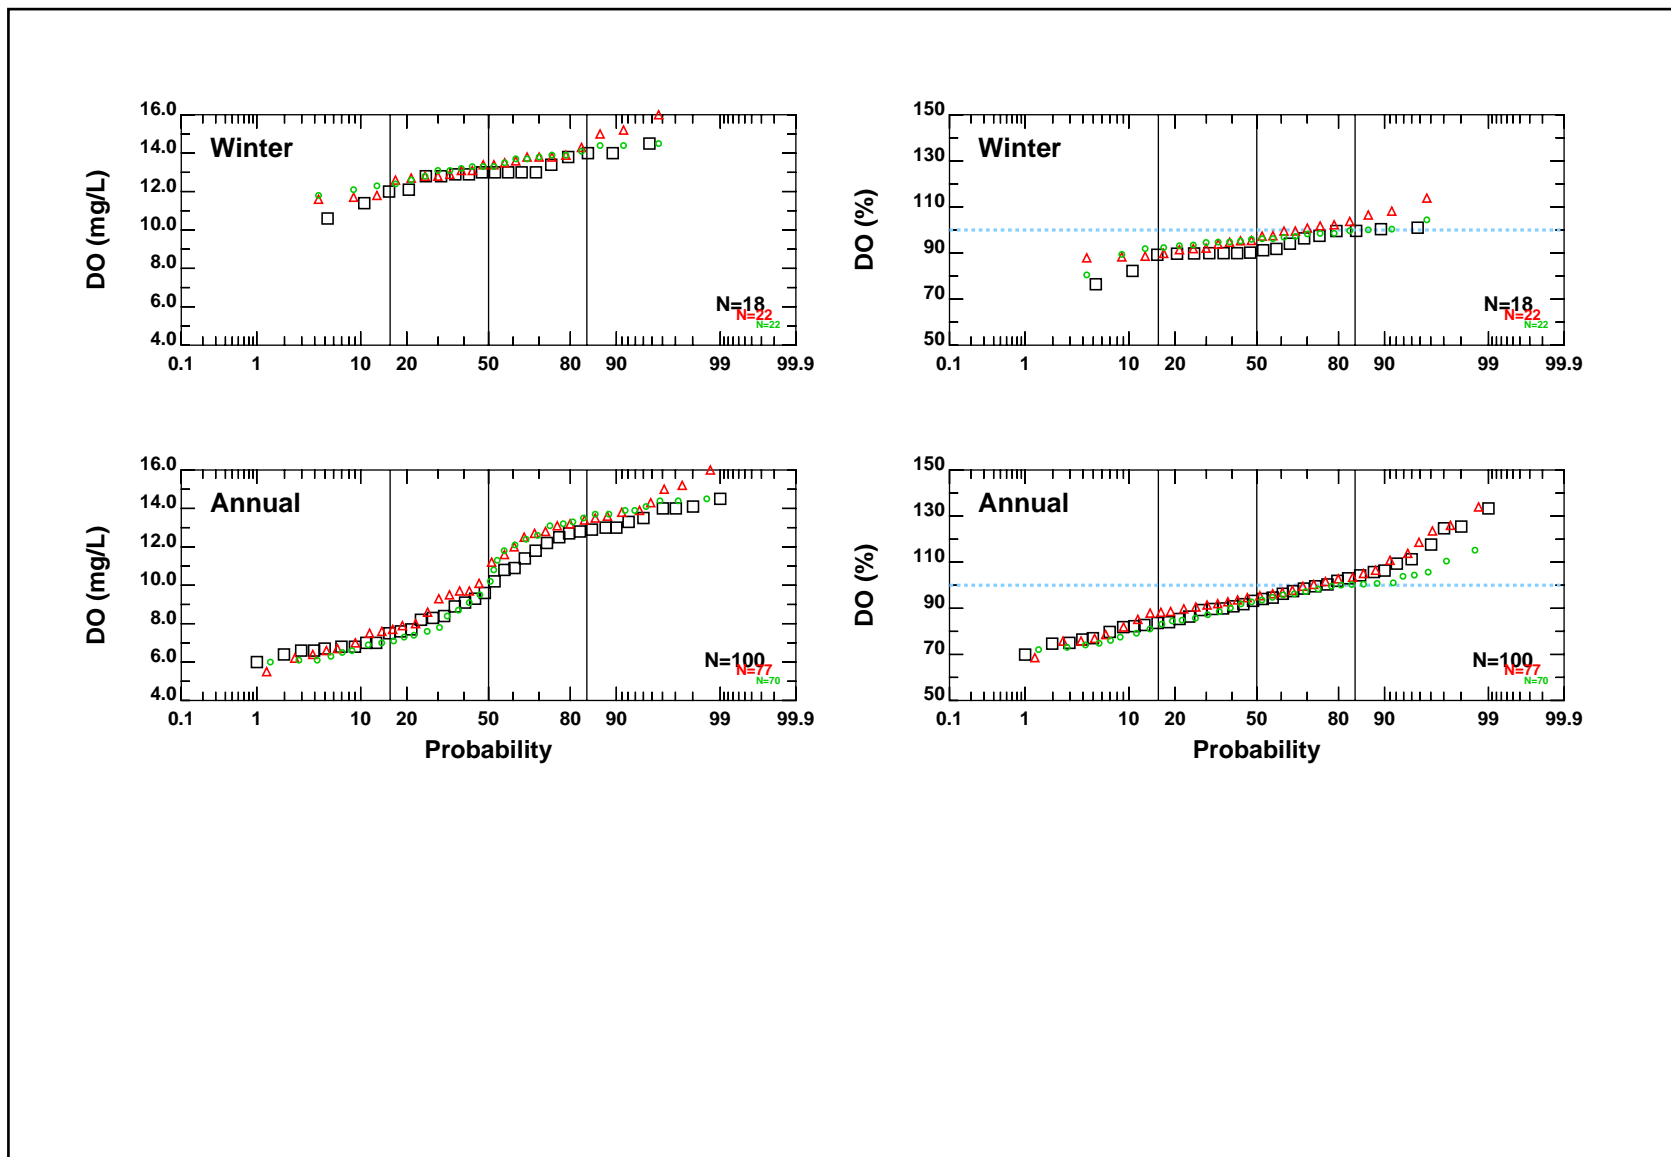 16.0
14.0
12.0
10.0
8.0
6.0
4.0
DO (mg/L)
Winter
N=18
N=22
N=22
0.1 1 10 20 50 80 90 99 99.9
150
130
110
90
70
50
DO (%)
Winter
N=18
N=22
N=22
0.1 1 10 20 50 80 90 99 99.9
16.0
14.0
12.0
10.0
8.0
6.0
4.0
DO (mg/L)
Annual
N=100
N=77
N=70
0.1 1 10 20 50 80 90 99 99.9
Probability
150
130
110
90
70
50
DO (%)
Annual
N=100
N=77
N=70
0.1 1 10 20 50 80 90 99 99.9
Probability